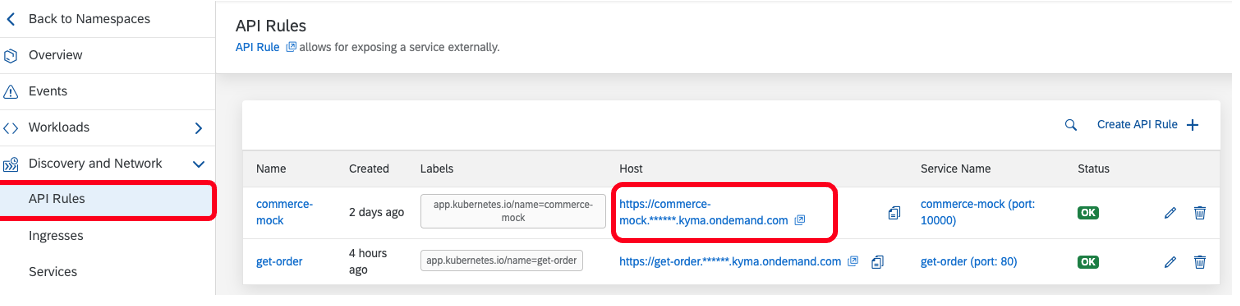 Back to Namespaces
Overview
Events
Workloads
Discovery and Network
API Rules
Ingresses
Services
API Rules
API Rule allows for exposing a service externally.
Create API Rule
Name Created Labels Host Service Name Status
commerce-
mock
2 days ago
app.kubernetes.io/name=commerce-
mock
https://commerce-
mock.******.kyma.ondemand.com
commerce-mock (port:
10000)
OK
get-order
4 hours
ago
app.kubernetes.io/name=get-order
https://get-order.******.kyma.ondemand.com
get-order (port: 80)
OK